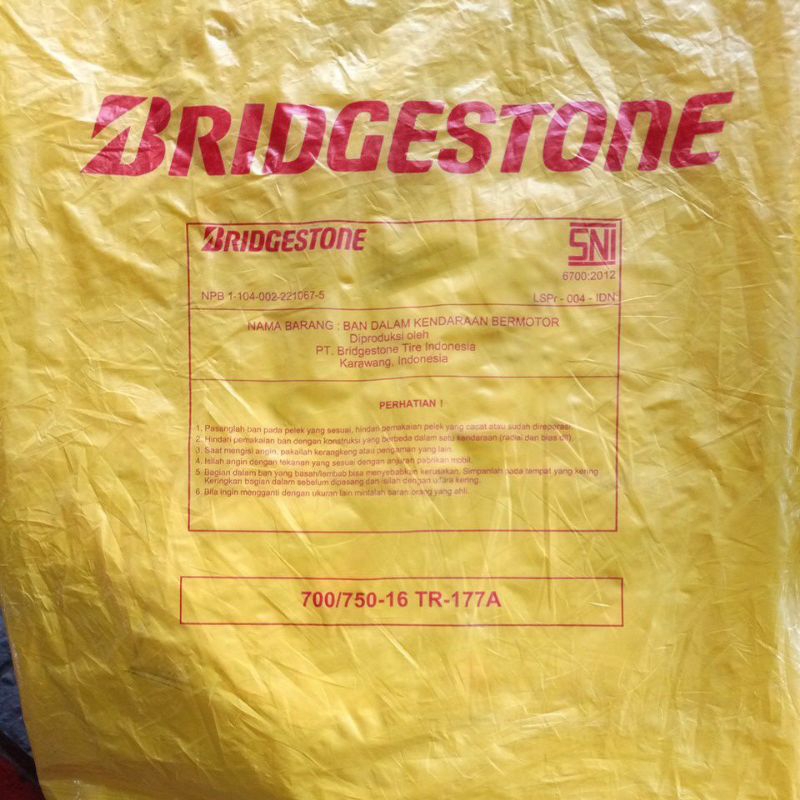 BRIDGESTONE
BRIDGESTONE
SNI
6700:2012
NPB 1-104-002-221067-5
LSPr - 004 - IDN
NAMA BARANG : BAN DALAM KENDARAAN BERMOTOR
Diproduksi oleh
PT. Bridgestone Tire Indonesia
Karawang, Indonesia
PERHATIAN !
1. Pasanglah ban pada pelek yang sesuai, hindari pemakaian pelek yang cacat atau sudah direparasi.
2. Hindari pemakaian ban dengan konstruksi yang berbeda dalam satu kendaraan (radial dan bias dll).
3. Saat mengisi angin, pakailah kerangkeng atau pengaman yang lain.
4. Isilah angin dengan tekanan yang sesuai dengan anjuran pabrikan mobil.
5. Bagian dalam ban yang basah/lembab bisa menyebabkan kerusakan. Simpanlah pada tempat yang kering
Keringkan bagian dalam sebelum dipasang dan isilah dengan udara kering.
6. Bila ingin mengganti dengan ukuran lain mintalah saran orang yang ahli.
700/750-16 TR-177A